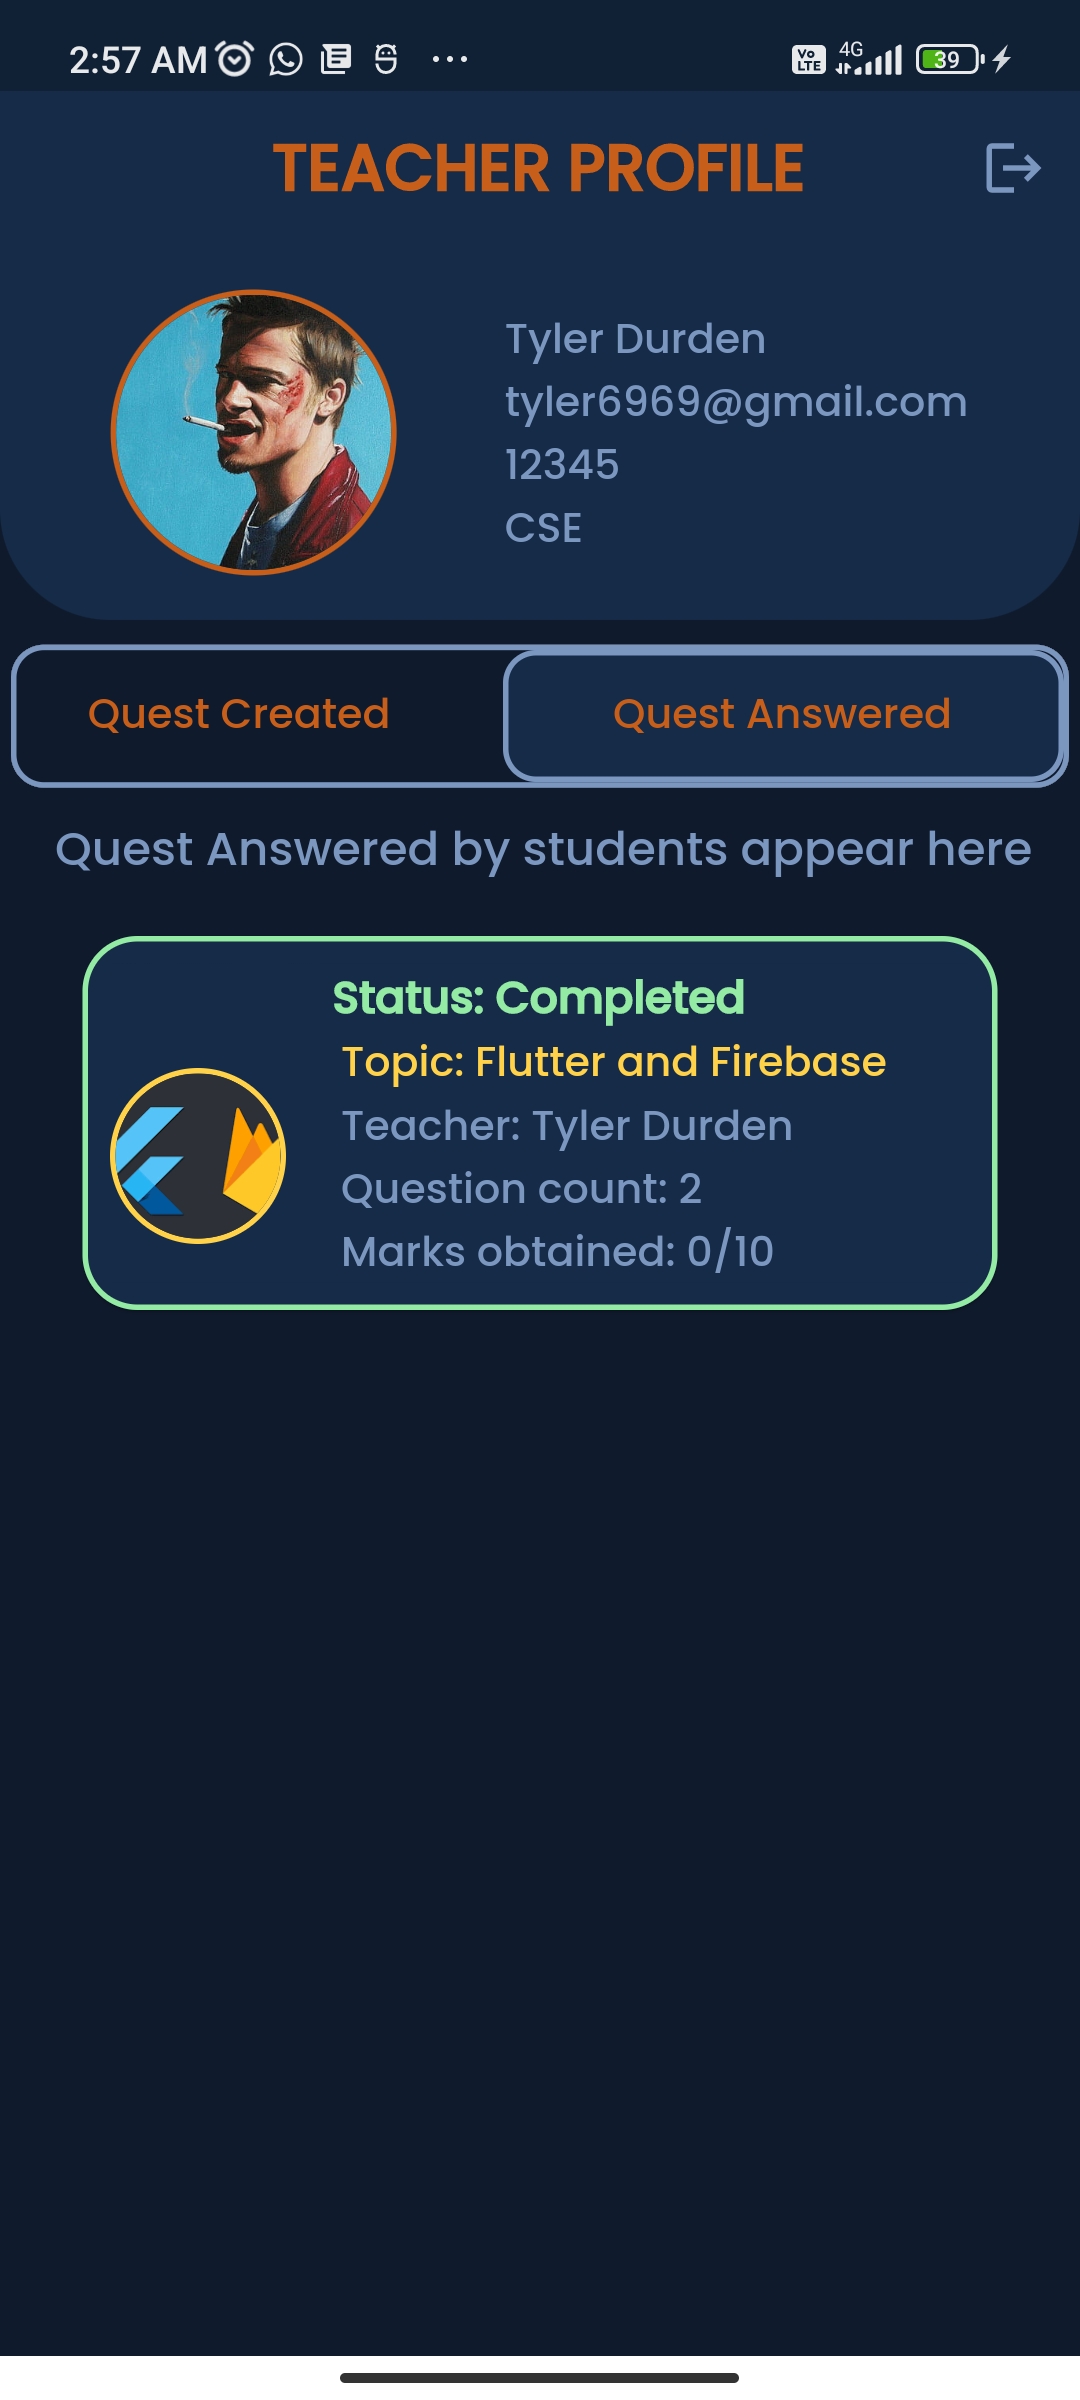 2:57 AM
Vo LTE 4G 39
TEACHER PROFILE
Tyler Durden
tyler6969@gmail.com
12345
CSE
Quest Created Quest Answered
Quest Answered by students appear here
Status: Completed
Topic: Flutter and Firebase
Teacher: Tyler Durden
Question count: 2
Marks obtained: 0/10